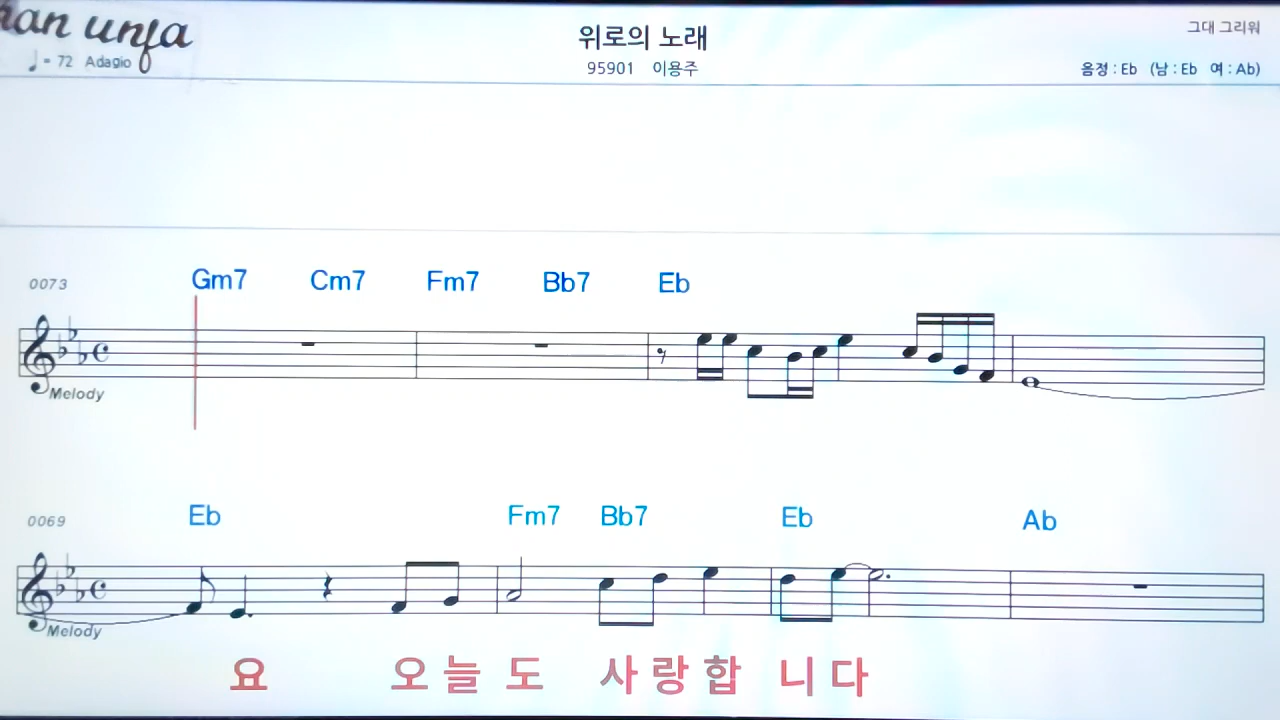 an unfa
위로의 노래
그대 그리워
♩= 72 Adagio
95901 이용주
음정 : Eb (남 : Eb 여 : Ab)
0073
Gm7 Cm7 Fm7 Bb7 Eb
Melody
0069
Eb Fm7 Bb7 Eb Ab
Melody
요 오늘도 사랑합니다